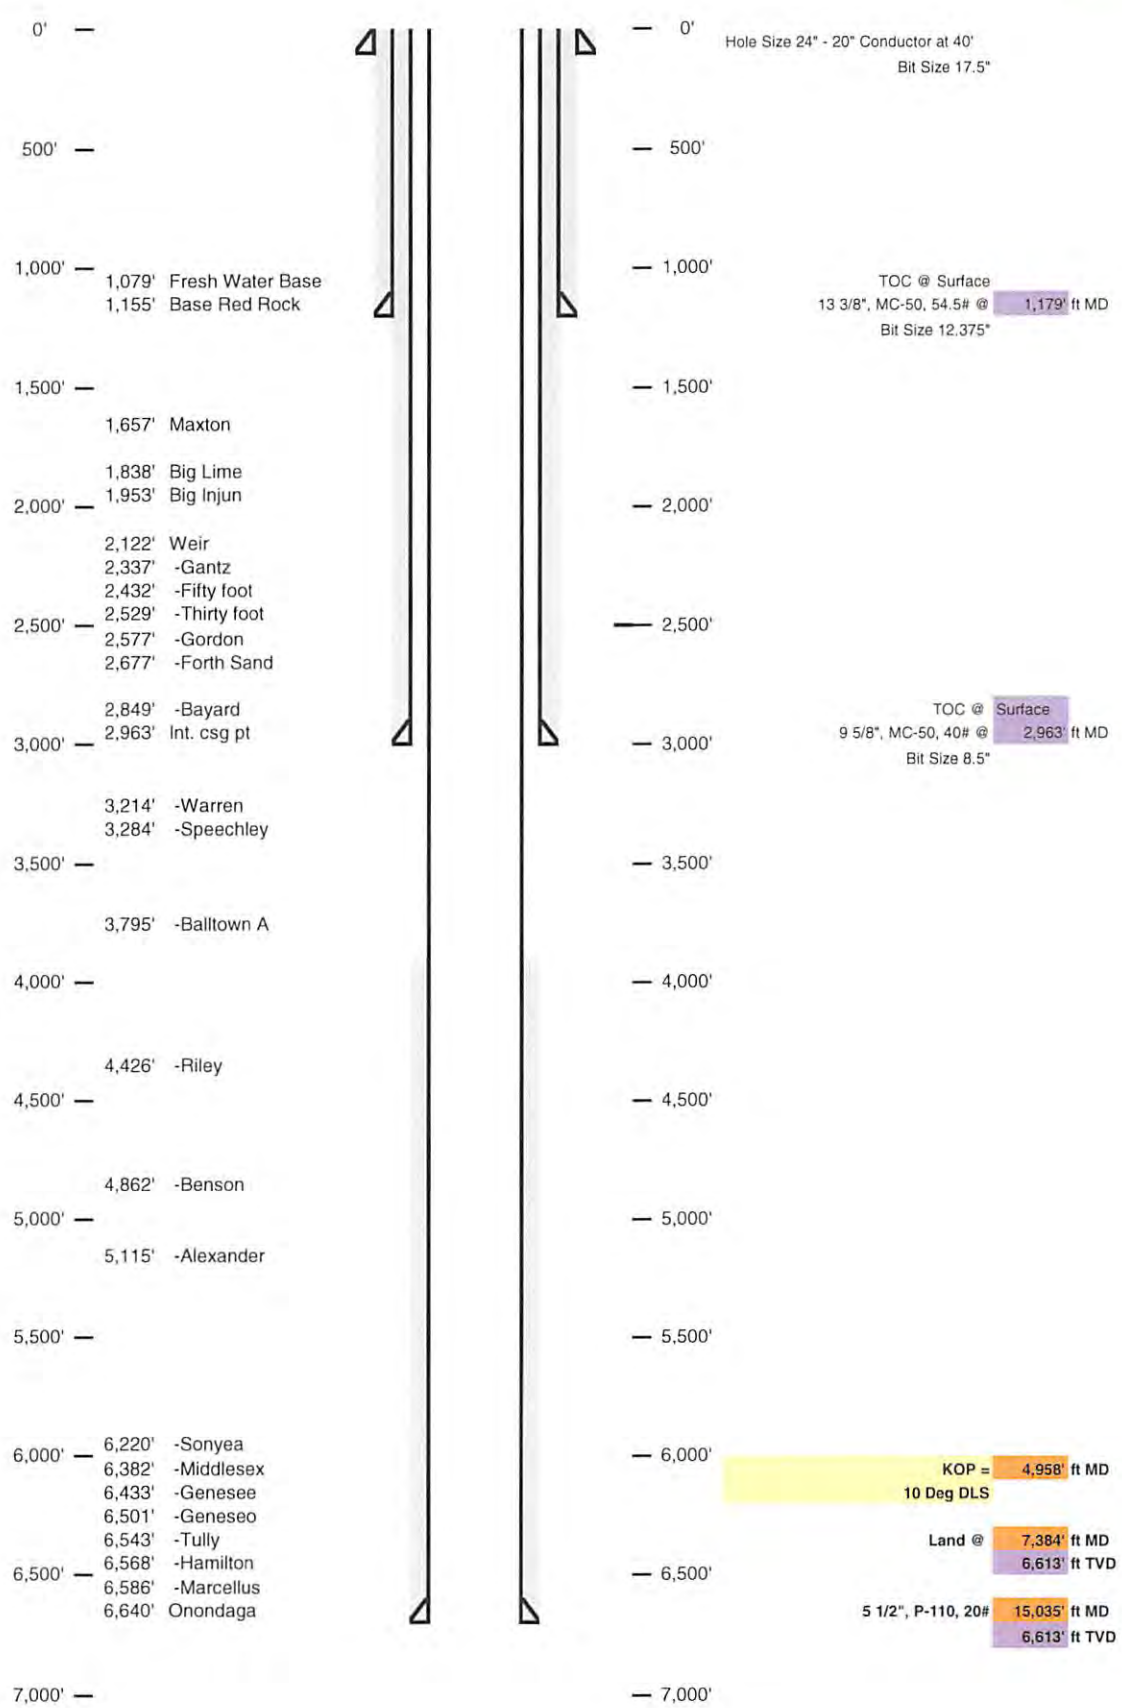 0' 0'
Hole Size 24" - 20" Conductor at 40'
Bit Size 17.5"
500' 500'
1,000' 1,000'
1,079' Fresh Water Base TOC @ Surface
1,155' Base Red Rock 13 3/8", MC-50, 54.5# @ 1,179' ft MD
Bit Size 12.375"
1,500' 1,500'
1,657' Maxton
1,838' Big Lime
1,953' Big Injun
2,000' 2,000'
2,122' Weir
2,337' -Gantz
2,432' -Fifty foot
2,529' -Thirty foot
2,500' 2,500'
2,577' -Gordon
2,677' -Forth Sand
2,849' -Bayard TOC @ Surface
2,963' Int. csg pt 9 5/8", MC-50, 40# @ 2,963' ft MD
3,000' 3,000'
Bit Size 8.5"
3,214' -Warren
3,284' -Speechley
3,500' 3,500'
3,795' -Balltown A
4,000' 4,000'
4,426' -Riley
4,500' 4,500'
4,862' -Benson
5,000' 5,000'
5,115' -Alexander
5,500' 5,500'
6,220' -Sonyea
6,000' 6,000'
6,382' -Middlesex KOP = 4,958' ft MD
6,433' -Genesee 10 Deg DLS
6,501' -Geneseo
6,543' -Tully Land @ 7,384' ft MD
6,568' -Hamilton 6,613' ft TVD
6,500' 6,500'
6,586' -Marcellus
6,640' Onondaga 5 1/2", P-110, 20# 15,035' ft MD
6,613' ft TVD
7,000' 7,000'